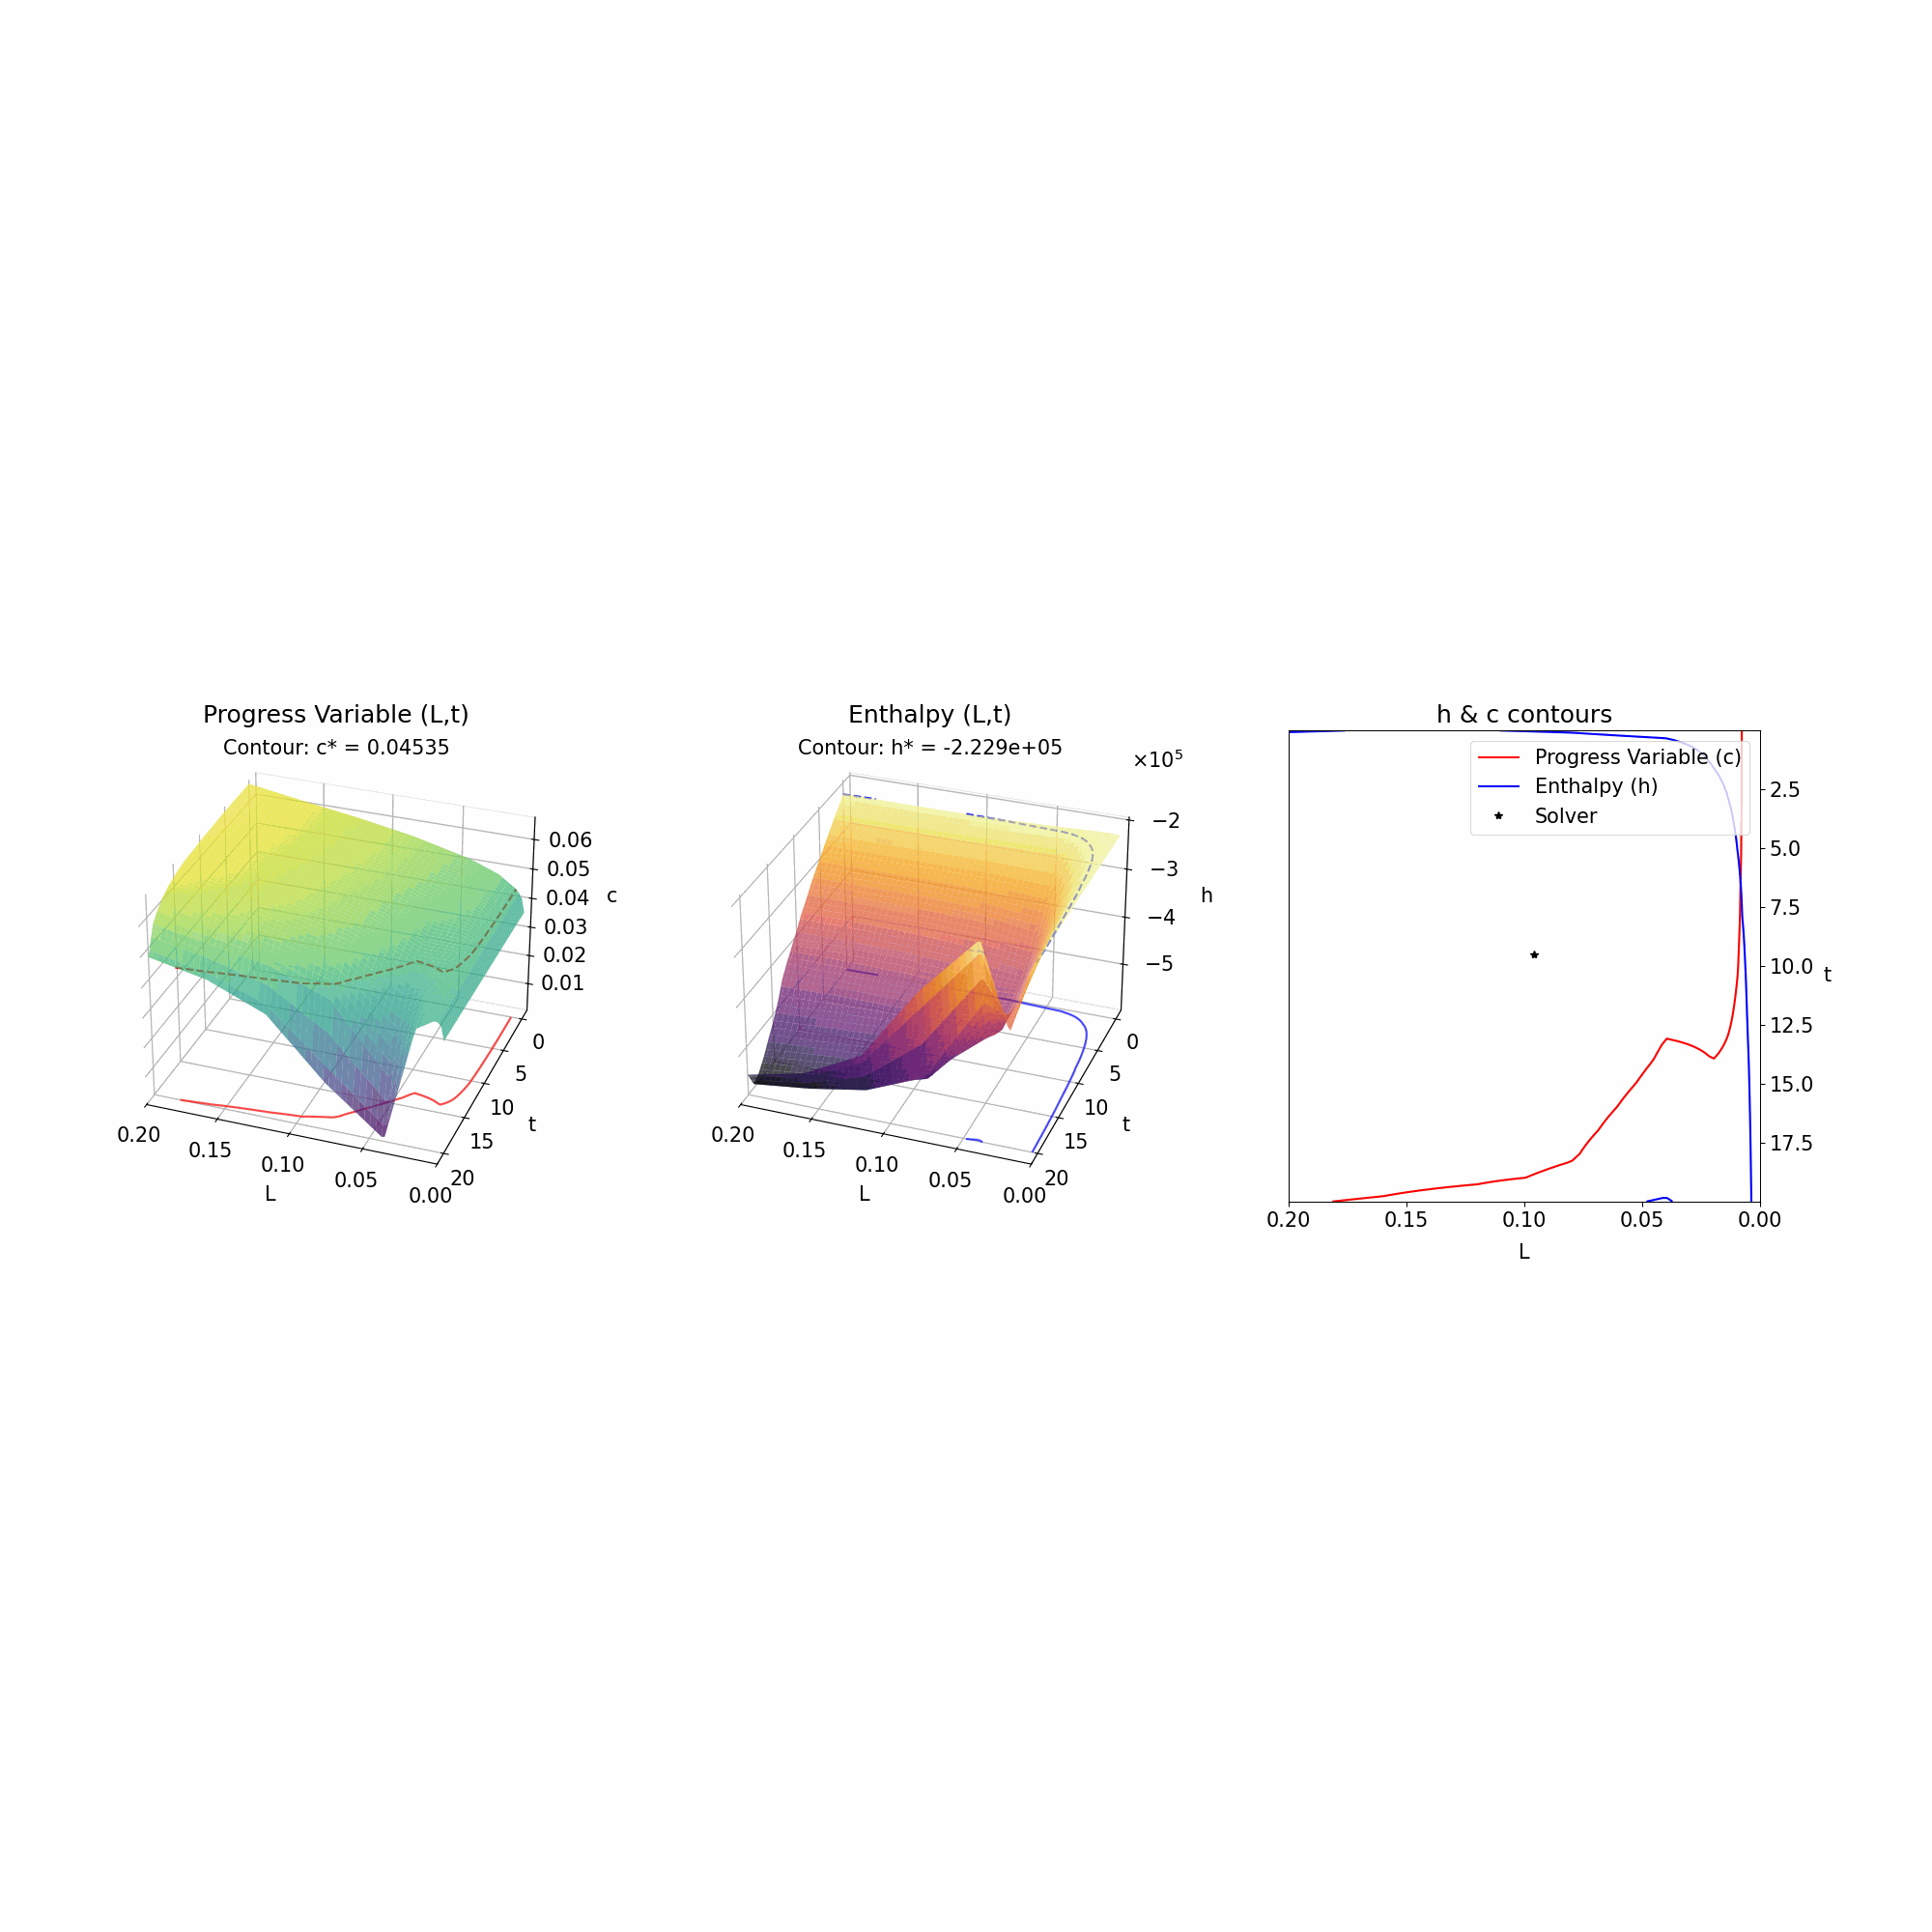 Progress Variable (L,t)
Contour: c* = 0.04535
0.06
0.05
0.04
0.03
0.02
0.01
c
0
5
10
15
20
t
0.20
0.15
0.10
0.05
0.00
L
Enthalpy (L,t)
Contour: h* = -2.229e+05
×10⁵
−2
−3
−4
−5
h
0
5
10
15
20
t
0.20
0.15
0.10
0.05
0.00
L
h & c contours
Progress Variable (c)
Enthalpy (h)
Solver
2.5
5.0
7.5
10.0
12.5
15.0
17.5
t
0.20
0.15
0.10
0.05
0.00
L